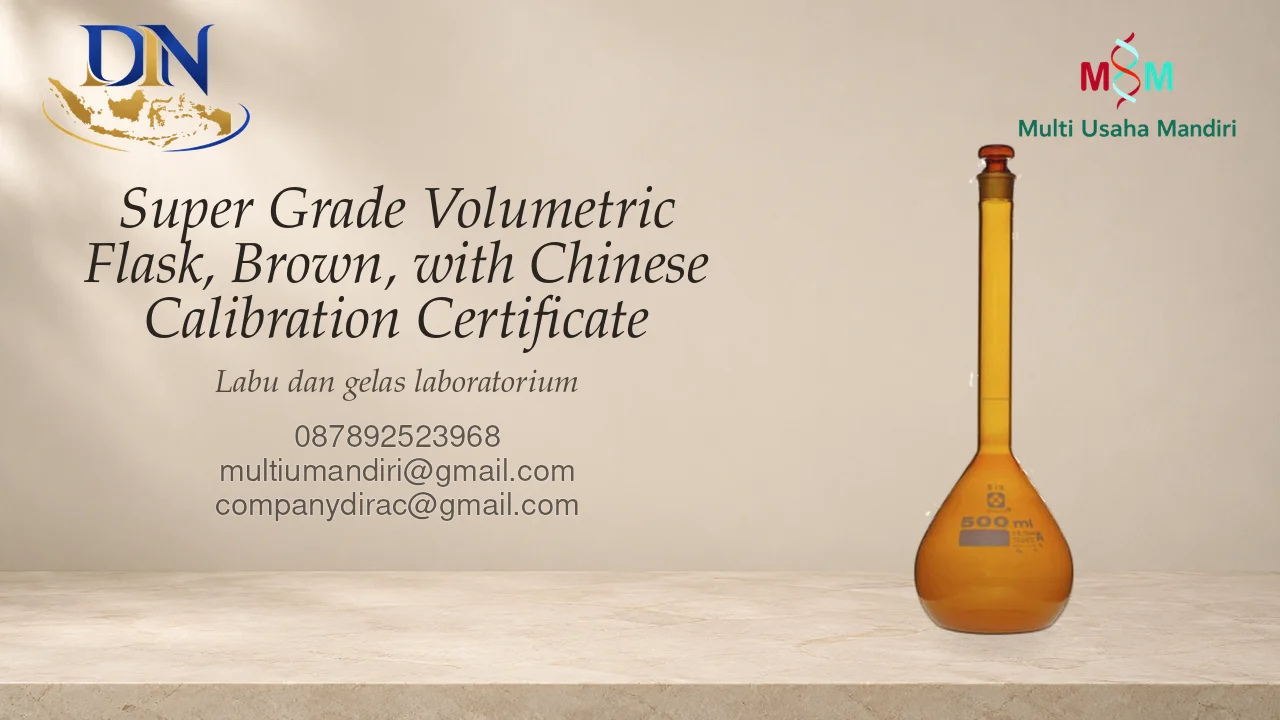 DIN
MSM
Multi Usaha Mandiri
Super Grade Volumetric
Flask, Brown, with Chinese
Calibration Certificate
Labu dan gelas laboratorium
087892523968
multiumandiri@gmail.com
companydirac@gmail.com
500 ml
A